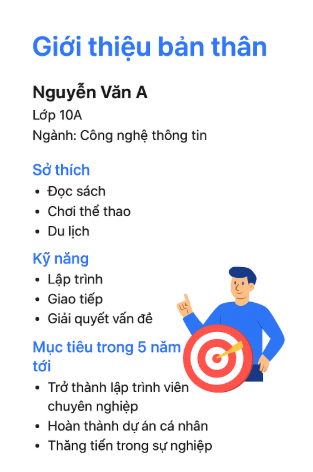 Giới thiệu bản thân
Nguyễn Văn A
Lớp 10A
Ngành: Công nghệ thông tin
Sở thích
• Đọc sách
• Chơi thể thao
• Du lịch
Kỹ năng
• Lập trình
• Giao tiếp
• Giải quyết vấn đề
Mục tiêu trong 5 năm
tới
• Trở thành lập trình viên
chuyên nghiệp
• Hoàn thành dự án cá nhân
• Thăng tiến trong sự nghiệp